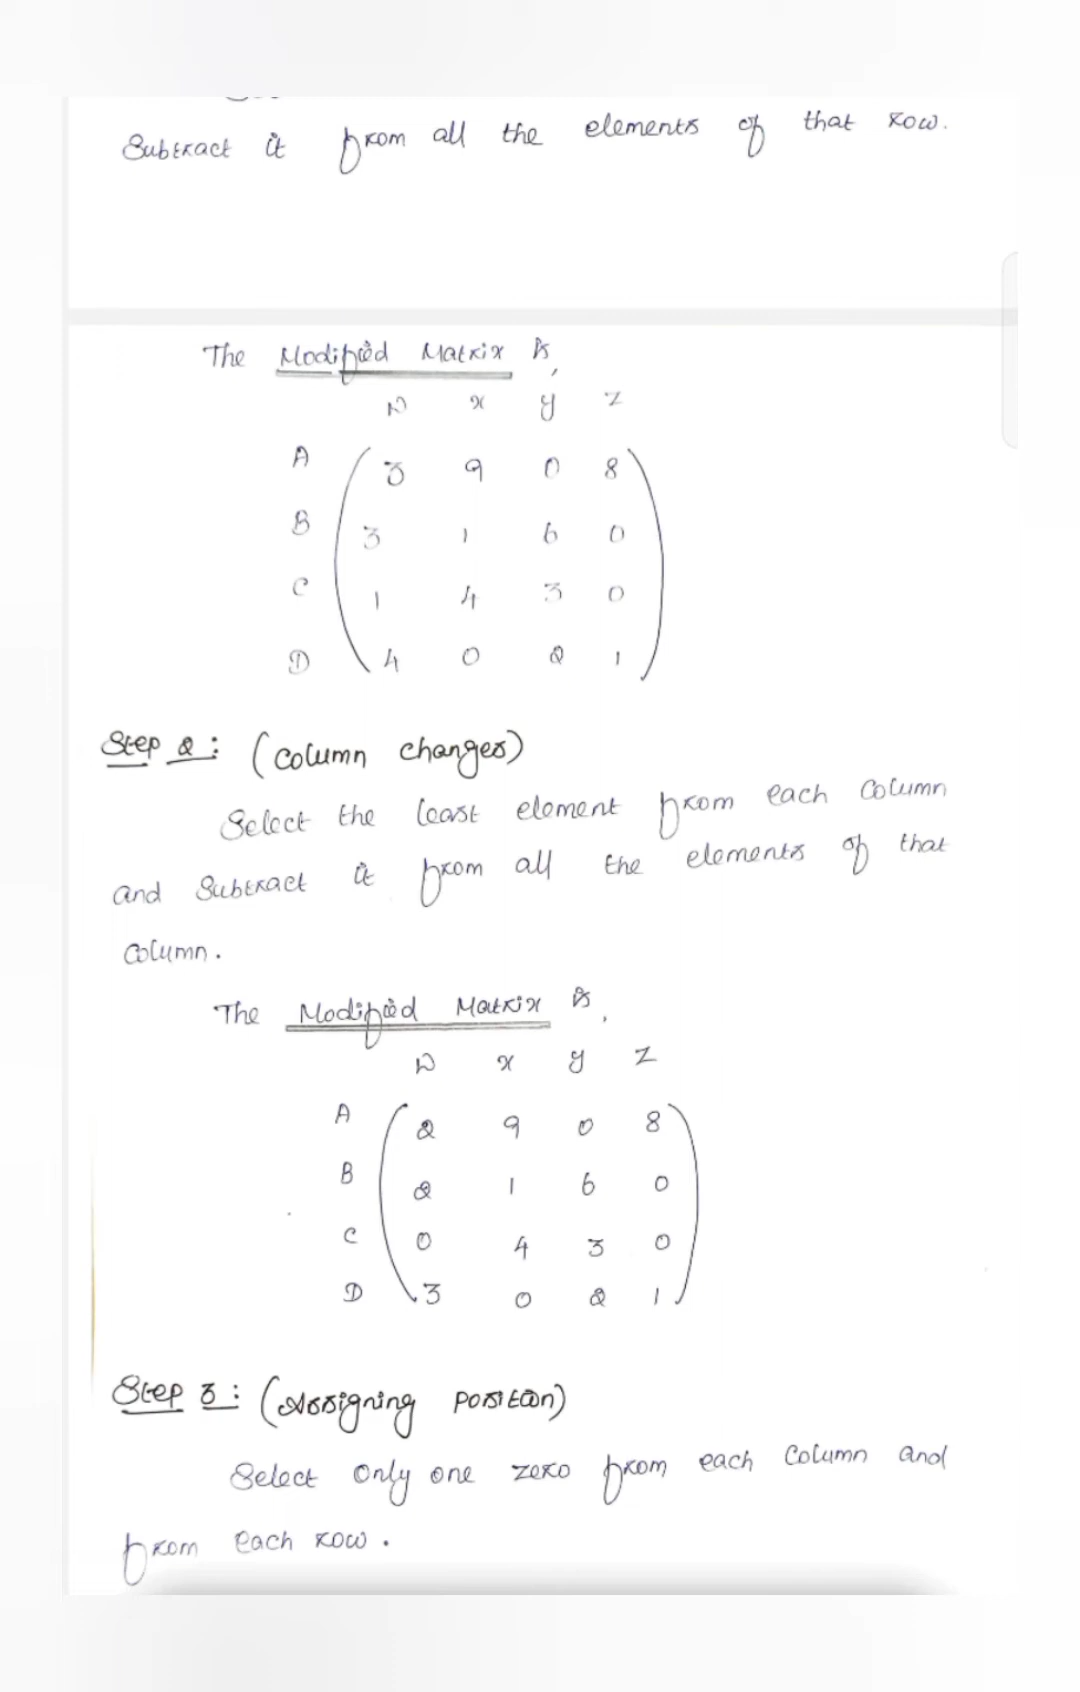 Subtract it from all the elements of that row.
The Modified Matrix is,
W x y z
A 3 9 0 8
B 3 1 6 0
C 1 4 3 0
D 4 0 2 1
Step 2: (column changes)
Select the least element from each column
and Subtract it from all the elements of that
column.
The Modified Matrix is,
W x y z
A 2 9 0 8
B 2 1 6 0
C 0 4 3 0
D 3 0 2 1
Step 3: (Assigning position)
Select only one zero from each column and
from each row.